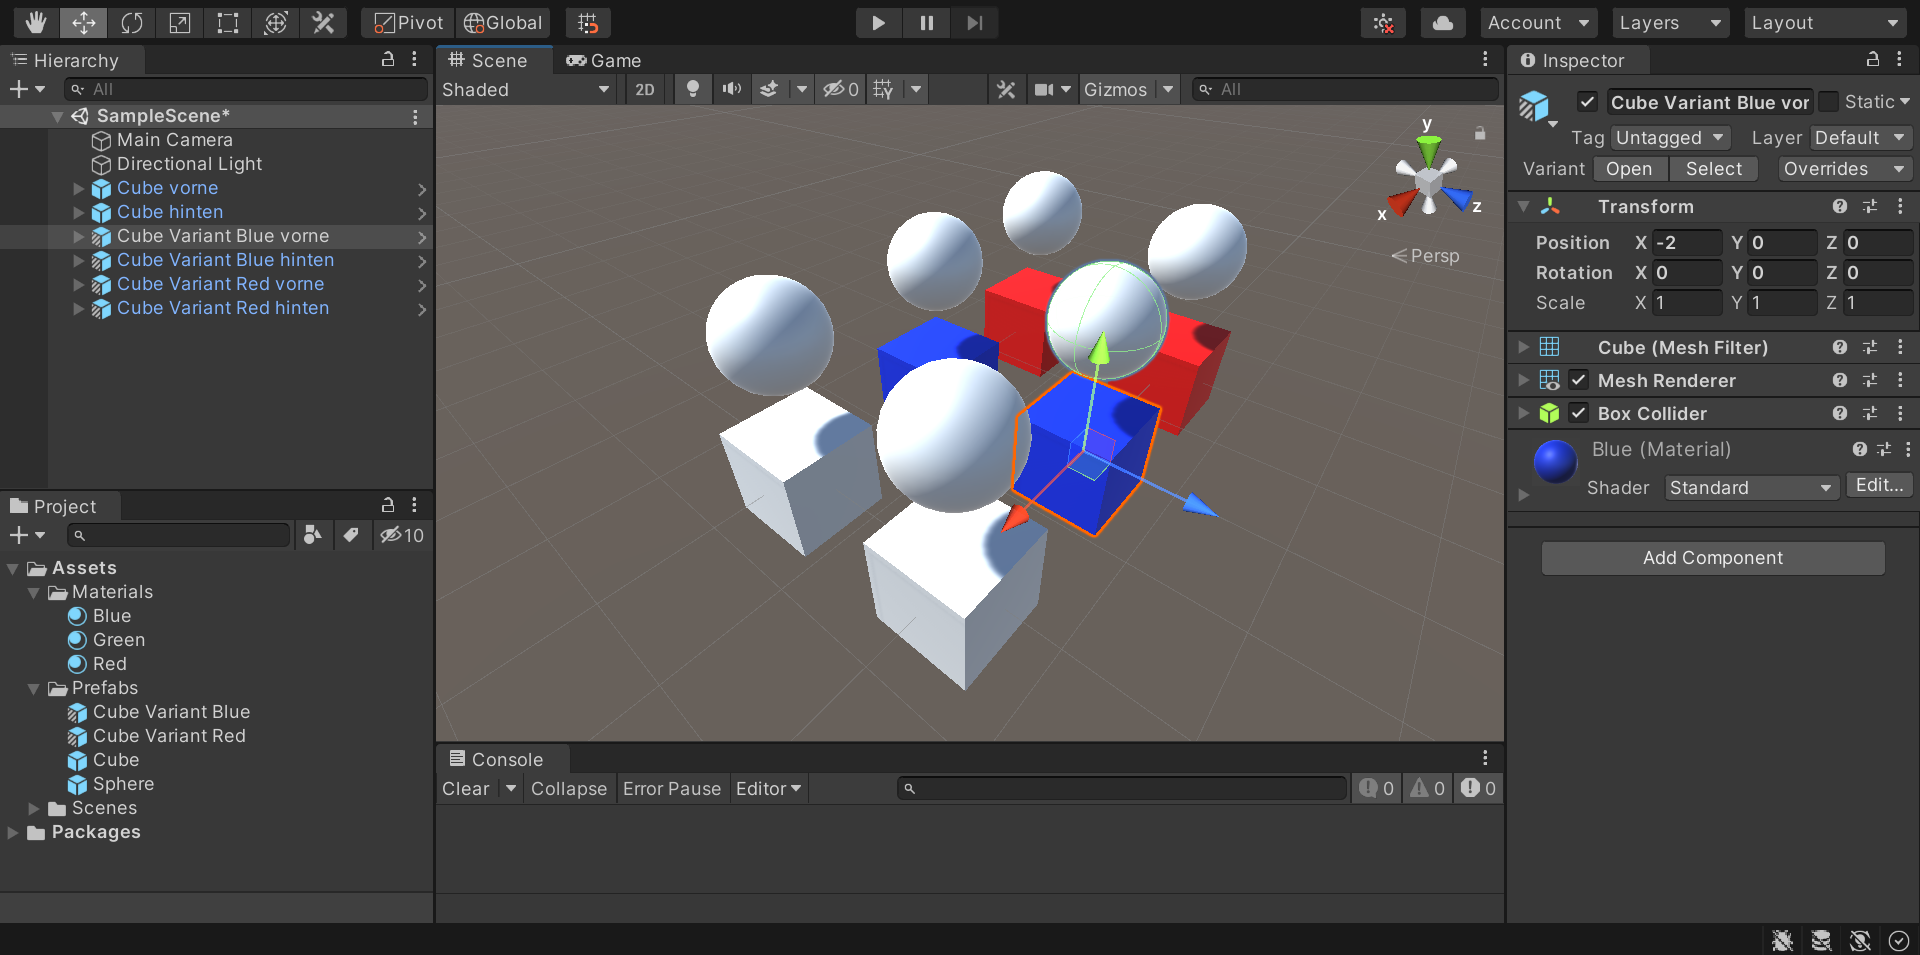 Pivot Global Account Layers Layout
Hierarchy
All
SampleScene*
Main Camera
Directional Light
Cube vorne
Cube hinten
Cube Variant Blue vorne
Cube Variant Blue hinten
Cube Variant Red vorne
Cube Variant Red hinten
Project
10
Assets
Materials
Blue
Green
Red
Prefabs
Cube Variant Blue
Cube Variant Red
Cube
Sphere
Scenes
Packages
Scene Game
Shaded 2D 0 Gizmos All
y
x z
Persp
Console
Clear Collapse Error Pause Editor 0 0 0
Inspector
Cube Variant Blue vor Static
Tag Untagged Layer Default
Variant Open Select Overrides
Transform
Position X -2 Y 0 Z 0
Rotation X 0 Y 0 Z 0
Scale X 1 Y 1 Z 1
Cube (Mesh Filter)
Mesh Renderer
Box Collider
Blue (Material)
Shader Standard Edit...
Add Component